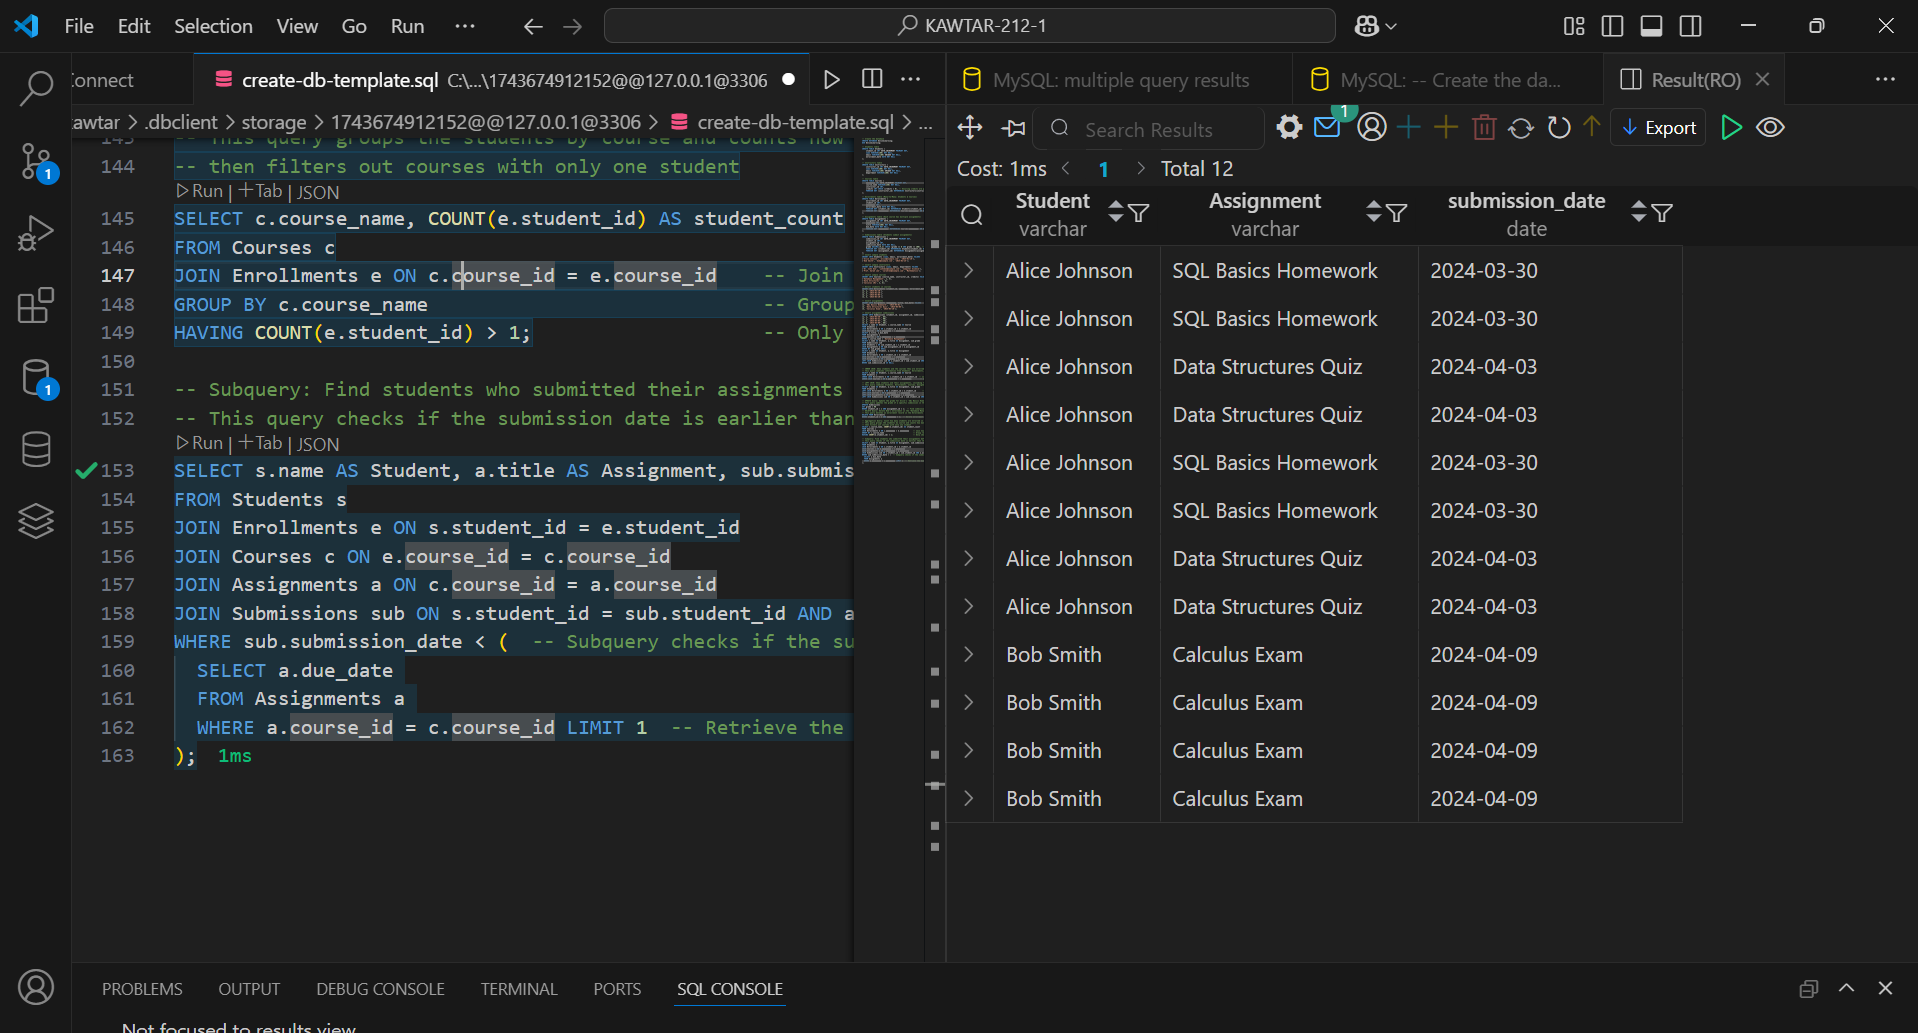 File Edit Selection View Go Run ··· KAWTAR-212-1
onnect create-db-template.sql C:\...\1743674912152@@127.0.0.1@3306
awtar > .dbclient > storage > 1743674912152@@127.0.0.1@3306 > create-db-template.sql > ...
143 -- This query groups the students by course and counts how
144 -- then filters out courses with only one student
Run | +Tab | JSON
145 SELECT c.course_name, COUNT(e.student_id) AS student_count
146 FROM Courses c
147 JOIN Enrollments e ON c.course_id = e.course_id -- Join
148 GROUP BY c.course_name -- Group
149 HAVING COUNT(e.student_id) > 1; -- Only
150
151 -- Subquery: Find students who submitted their assignments
152 -- This query checks if the submission date is earlier than
Run | +Tab | JSON
153 SELECT s.name AS Student, a.title AS Assignment, sub.submis
154 FROM Students s
155 JOIN Enrollments e ON s.student_id = e.student_id
156 JOIN Courses c ON e.course_id = c.course_id
157 JOIN Assignments a ON c.course_id = a.course_id
158 JOIN Submissions sub ON s.student_id = sub.student_id AND a
159 WHERE sub.submission_date < ( -- Subquery checks if the su
160 SELECT a.due_date
161 FROM Assignments a
162 WHERE a.course_id = c.course_id LIMIT 1 -- Retrieve the
163 ); 1ms
MySQL: multiple query results MySQL: -- Create the da... Result(RO)
Search Results 1 Export
Cost: 1ms < 1 > Total 12
Student Assignment submission_date
varchar varchar date
Alice Johnson SQL Basics Homework 2024-03-30
Alice Johnson SQL Basics Homework 2024-03-30
Alice Johnson Data Structures Quiz 2024-04-03
Alice Johnson Data Structures Quiz 2024-04-03
Alice Johnson SQL Basics Homework 2024-03-30
Alice Johnson SQL Basics Homework 2024-03-30
Alice Johnson Data Structures Quiz 2024-04-03
Alice Johnson Data Structures Quiz 2024-04-03
Bob Smith Calculus Exam 2024-04-09
Bob Smith Calculus Exam 2024-04-09
Bob Smith Calculus Exam 2024-04-09
Bob Smith Calculus Exam 2024-04-09
1
1
PROBLEMS OUTPUT DEBUG CONSOLE TERMINAL PORTS SQL CONSOLE
Not focused to results view